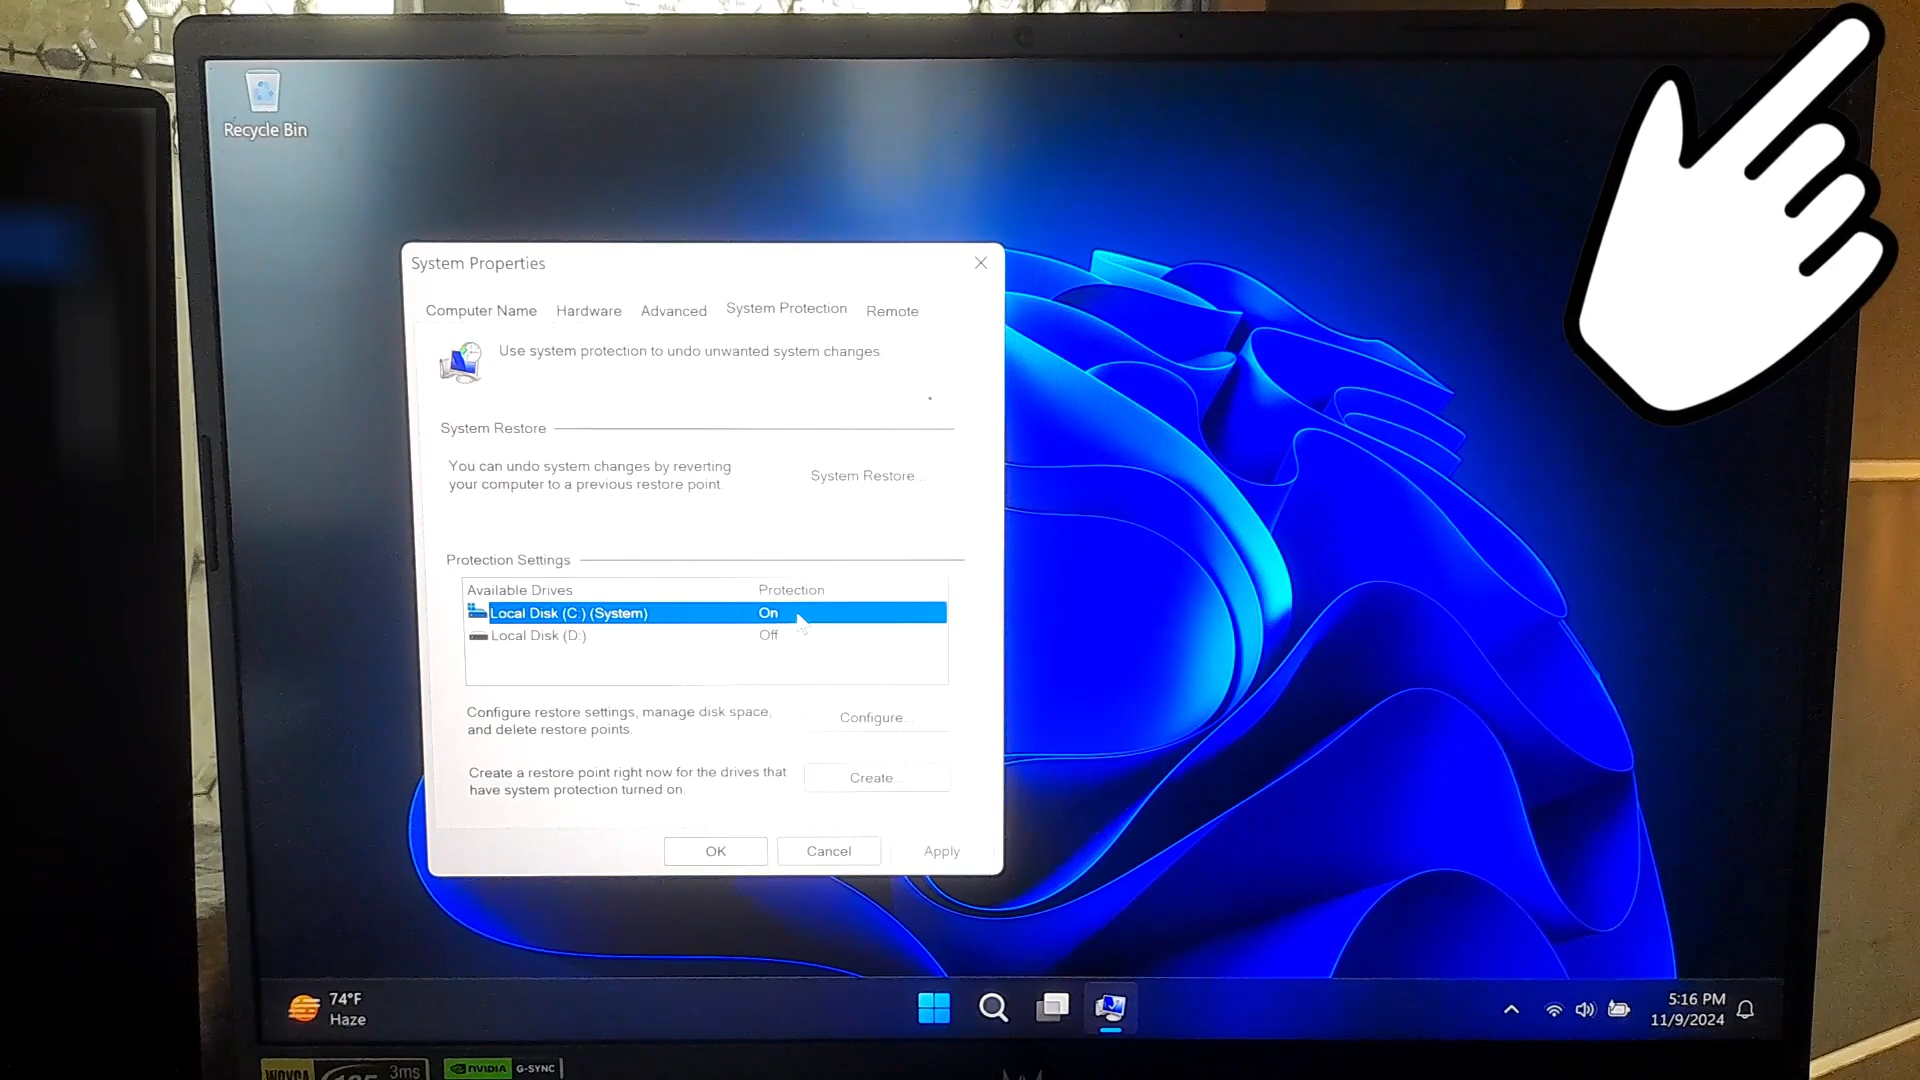 Recycle Bin
System Properties
Computer Name Hardware Advanced System Protection Remote
Use system protection to undo unwanted system changes.
System Restore
You can undo system changes by reverting
your computer to a previous restore point.
System Restore...
Protection Settings
Available Drives Protection
Local Disk (C:) (System) On
Local Disk (D:) Off
Configure restore settings, manage disk space,
and delete restore points.
Configure...
Create a restore point right now for the drives that
have system protection turned on.
Create...
OK Cancel Apply
74°F
Haze
5:16 PM
11/9/2024
3ms
NVIDIA G-SYNC